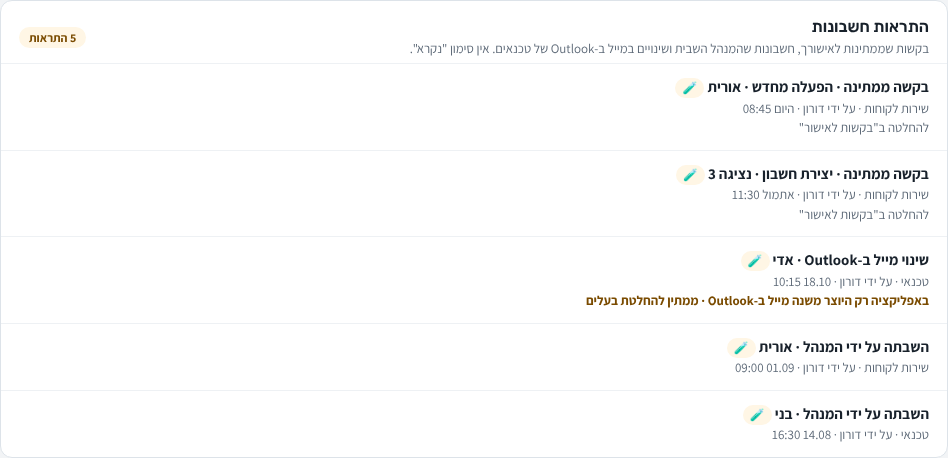 התראות חשבונות
5 התראות
בקשות שממתינות לאישורך, חשבונות שהמנהל השבית ושינויים במייל ב-Outlook של טכנאים. אין סימון "נקרא".
בקשה ממתינה · הפעלה מחדש · אורית
שירות לקוחות · על ידי דורון · היום 08:45
להחלטה ב"בקשות לאישור"
בקשה ממתינה · יצירת חשבון · נציגה 3
שירות לקוחות · על ידי דורון · אתמול 11:30
להחלטה ב"בקשות לאישור"
שינוי מייל ב-Outlook · אדי
טכנאי · על ידי דורון · 18.10 10:15
באפליקציה רק היוצר משנה מייל ב-Outlook · ממתין להחלטת בעלים
השבתה על ידי המנהל · אורית
שירות לקוחות · על ידי דורון · 01.09 09:00
השבתה על ידי המנהל · בני
טכנאי · על ידי דורון · 14.08 16:30